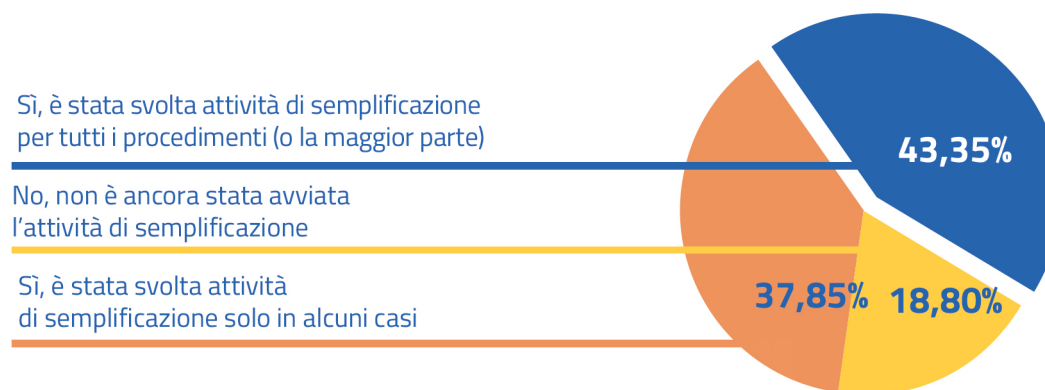 Sì, è stata svolta attività di semplificazione
per tutti i procedimenti (o la maggior parte)
No, non è ancora stata avviata
l'attività di semplificazione
Sì, è stata svolta attività
di semplificazione solo in alcuni casi
43,35%
37,85%
18,80%